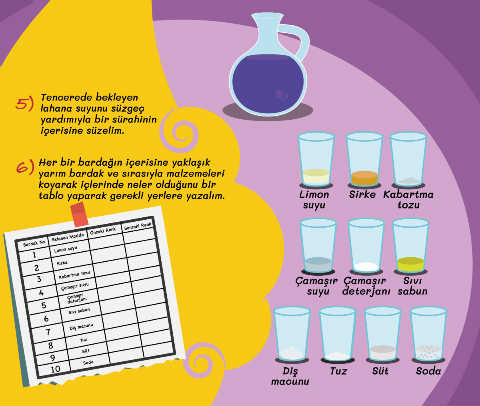 5) Tencerede bekleyen
lahana suyunu süzgeç
yardımıyla bir sürahinin
içerisine süzelim.
6) Her bir bardağın içerisine yaklaşık
yarım bardak ve sırasıyla malzemeleri
koyarak içlerinde neler olduğunu bir
tablo yaparak gerekli yerlere yazalım.
Bardak No Eklenen Madde Önceki Renk Sonraki Renk
1 Limon suyu
2 Sirke
3 Kabartma tozu
4 Çamaşır suyu
5 Çamaşır deterjanı
6 Sıvı sabun
7 Diş macunu
8 Tuz
9 Süt
10 Soda
Limon
suyu
Sirke
Kabartma
tozu
Çamaşır
suyu
Çamaşır
deterjanı
Sıvı
sabun
Diş
macunu
Tuz
Süt
Soda